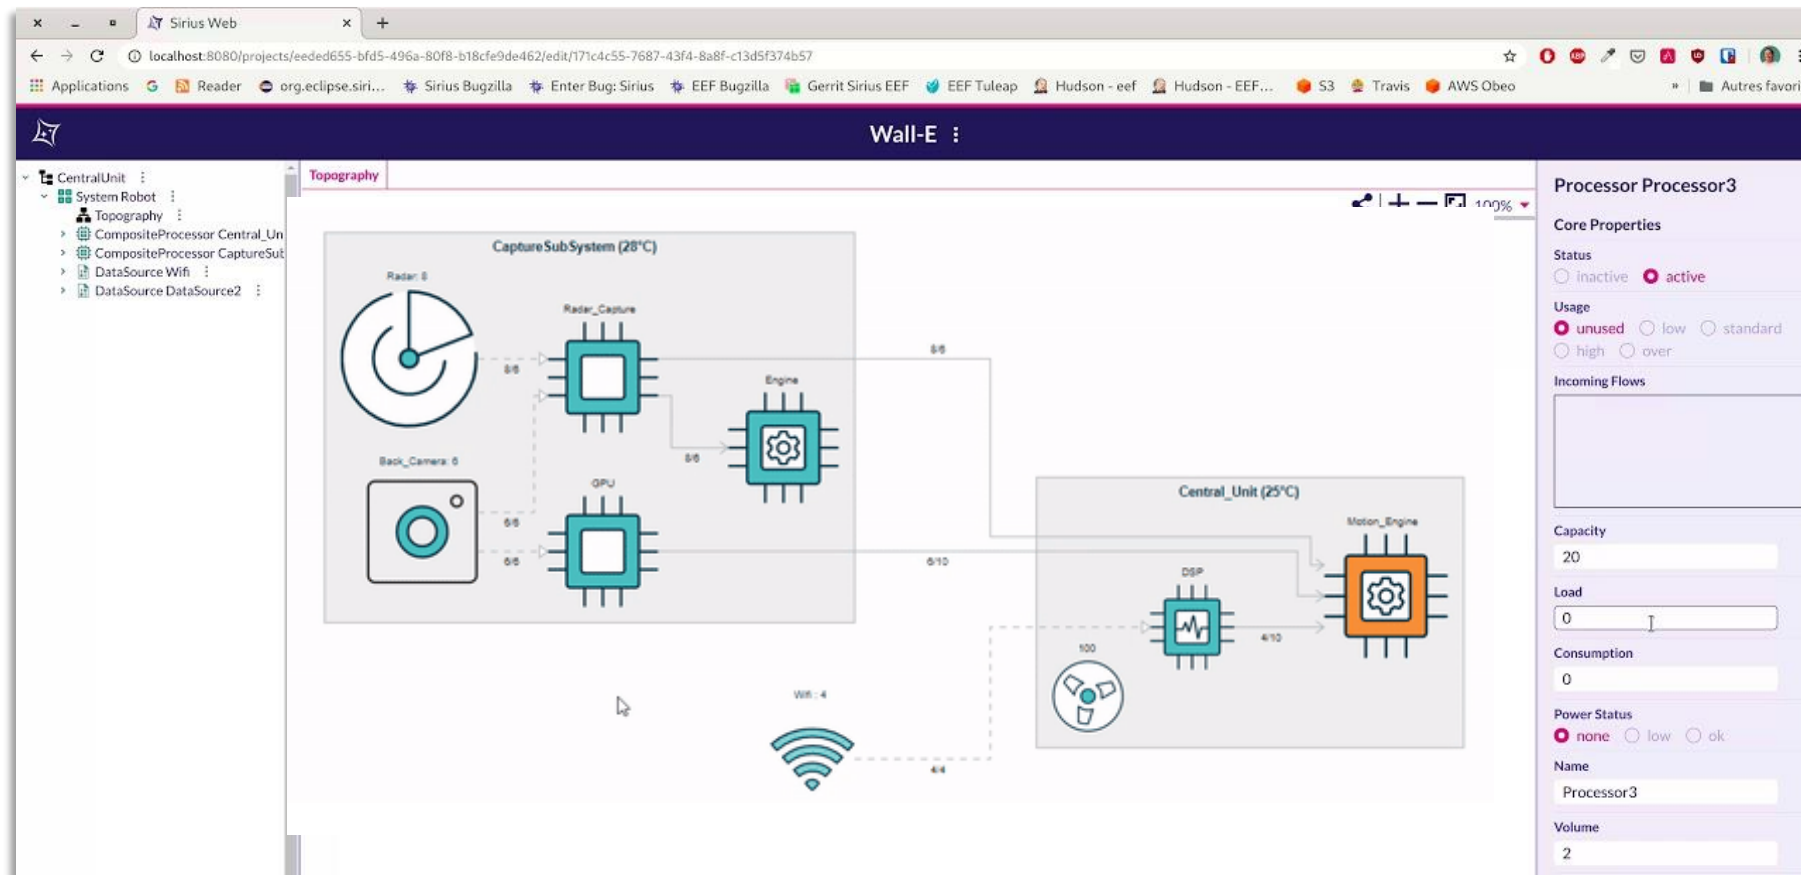 Sirius Web
localhost:8080/projects/eeded655-bfd5-496a-80f8-b18cfe9de462/edit/171c4c55-7687-43f4-8a8f-c13d5f374b57
Applications G Reader org.eclipse.siri... Sirius Bugzilla Enter Bug: Sirius EEF Bugzilla Gerrit Sirius EEF EEF Tuleap Hudson - eef Hudson - EEF... S3 Travis AWS Obeo » Autres favori
Wall-E
CentralUnit
System Robot
Topography
CompositeProcessor Central_Un
CompositeProcessor CaptureSub
DataSource Wifi
DataSource DataSource2
Topography
100%
CaptureSubSystem (28°C)
Radar: 8
Radar_Capture
8/6
8/6
Engine
8/6
Back_Camera: 6
GPU
6/6
6/6
6/10
Central_Unit (25°C)
Motion_Engine
DSP
4/10
100
Wifi : 4
4/4
Processor Processor3
Core Properties
Status
inactive active
Usage
unused low standard
high over
Incoming Flows
Capacity
20
Load
0
Consumption
0
Power Status
none low ok
Name
Processor3
Volume
2